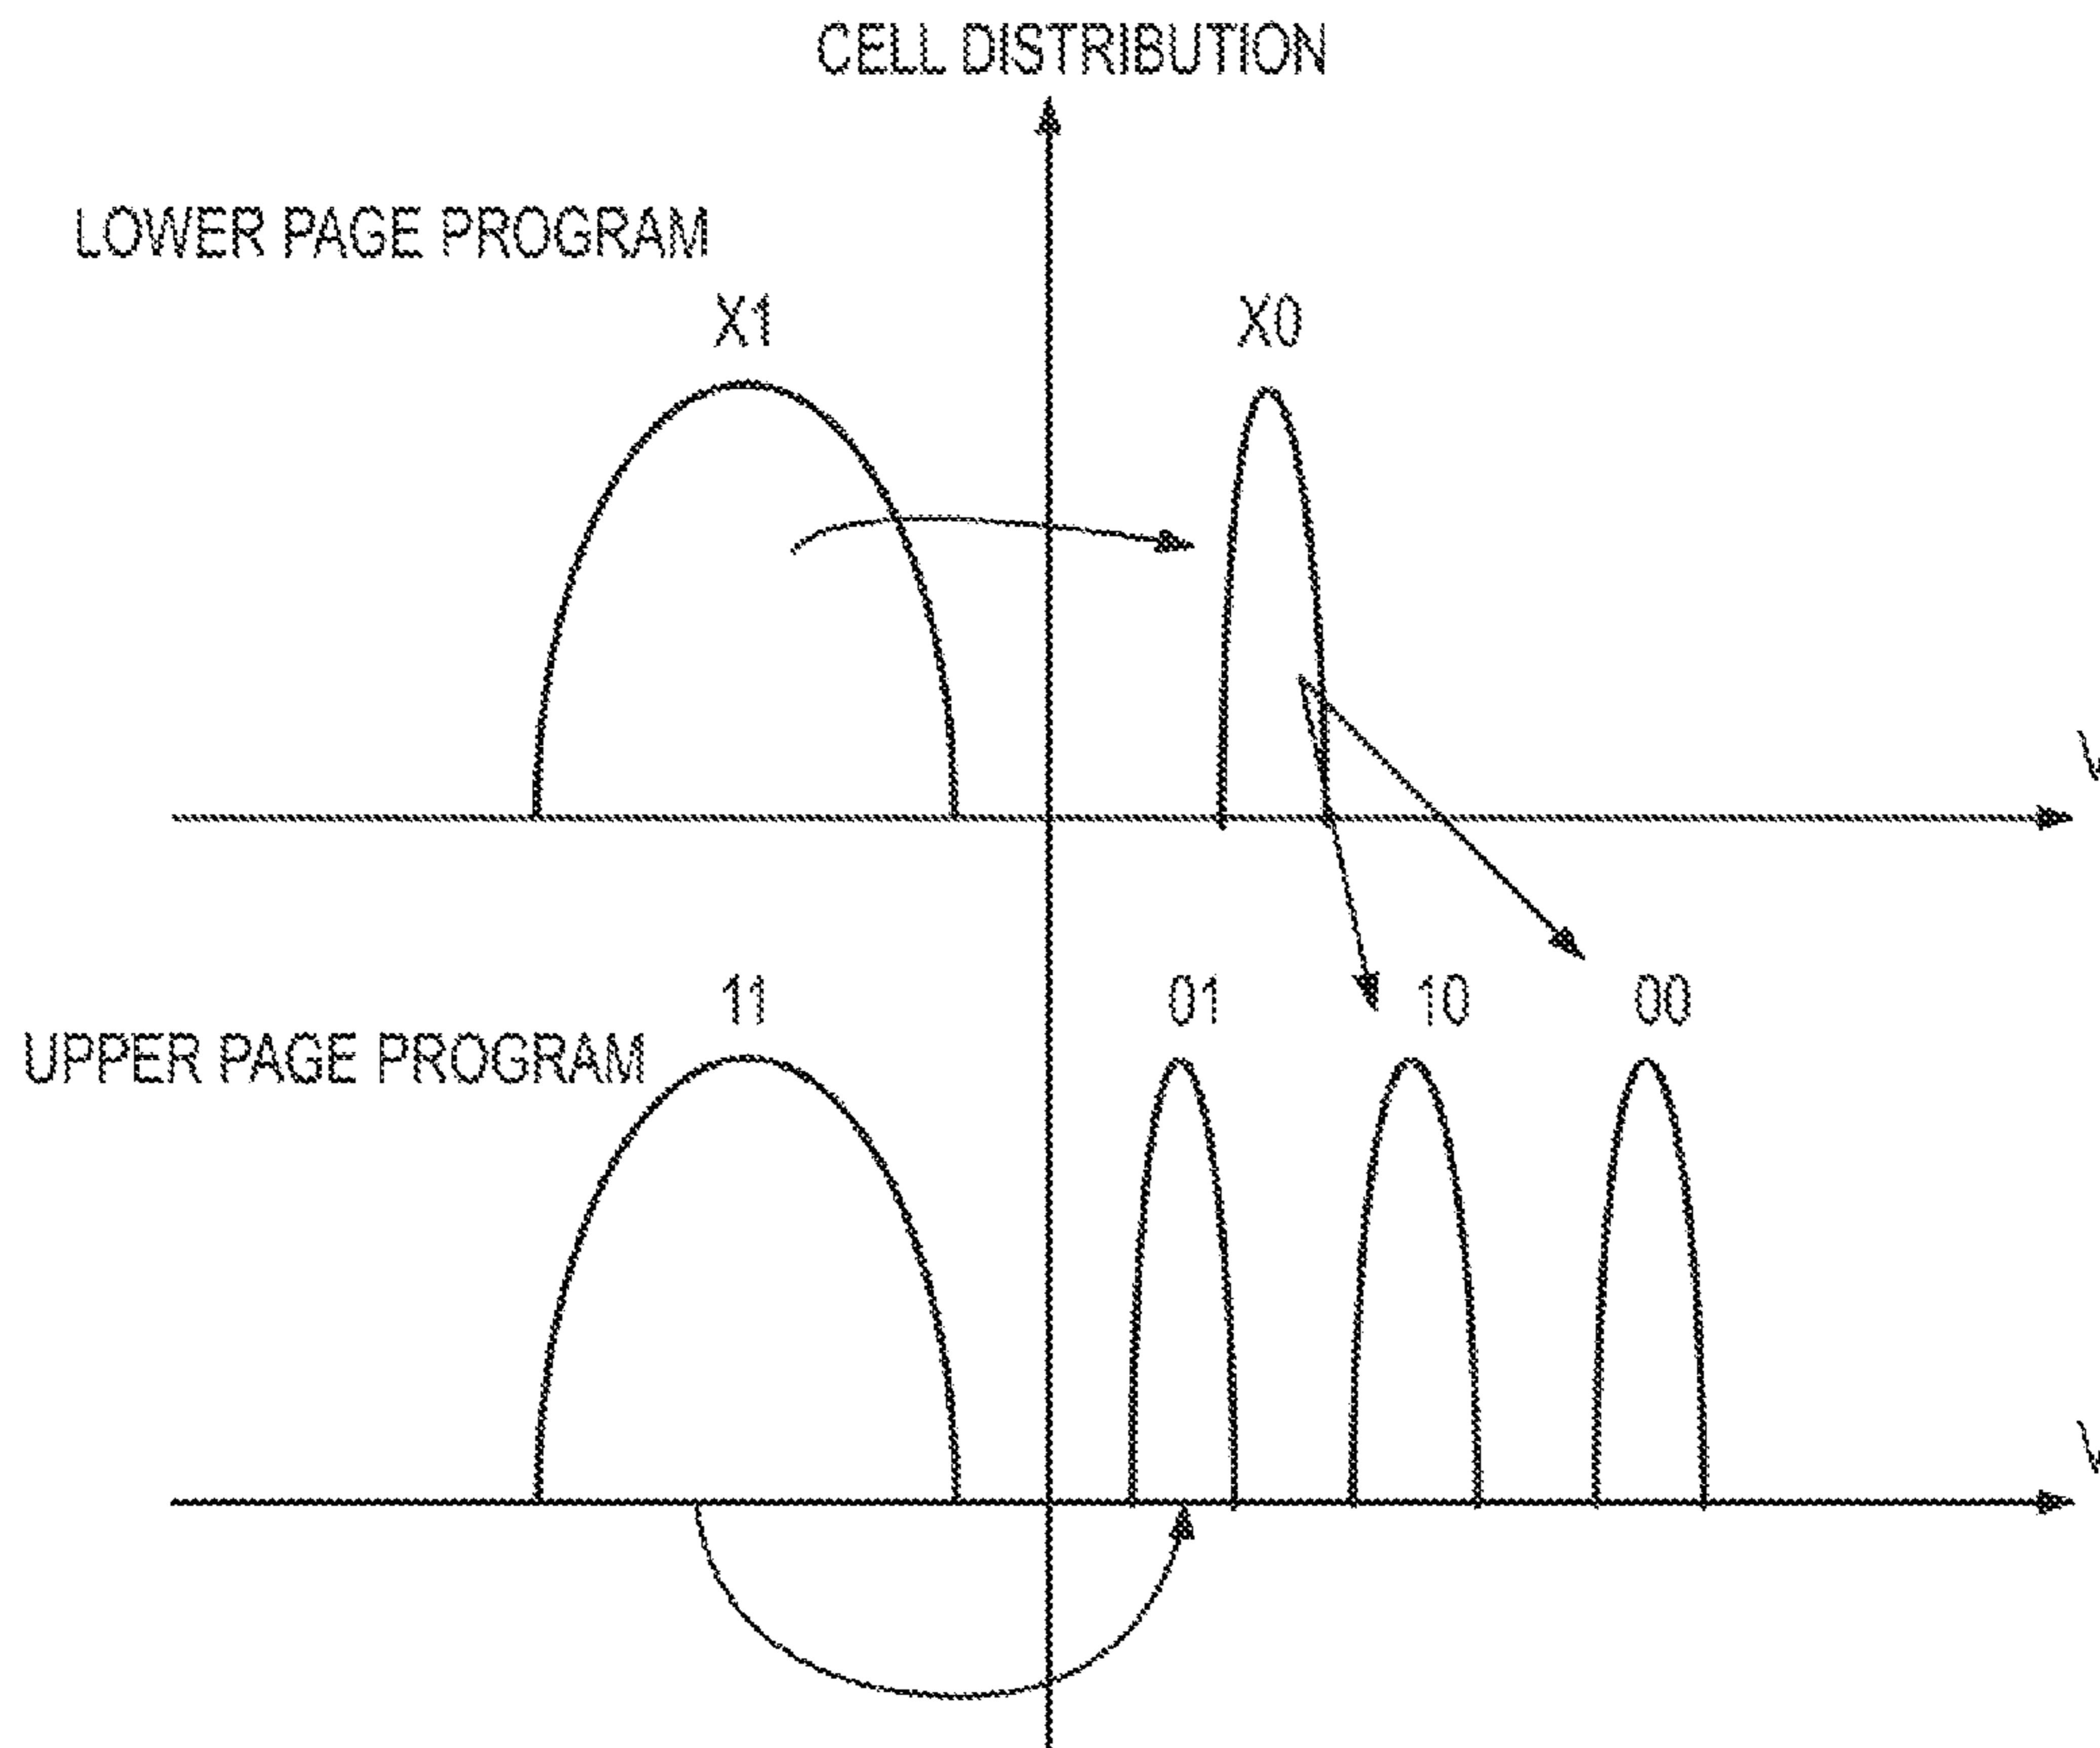 CELL DISTRIBUTION
LOWER PAGE PROGRAM
X1 X0
11 01 10 00
UPPER PAGE PROGRAM